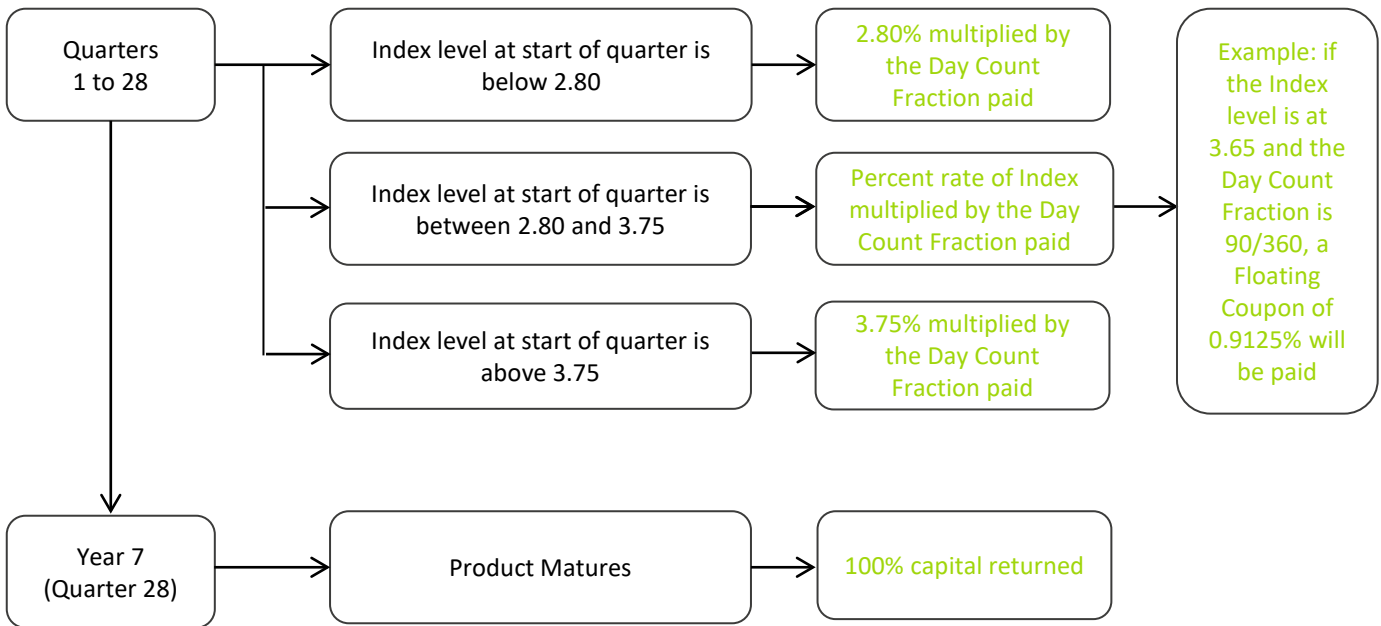 Quarters
1 to 28
Index level at start of quarter is
below 2.80
2.80% multiplied by
the Day Count
Fraction paid
Index level at start of quarter is
between 2.80 and 3.75
Percent rate of Index
multiplied by the Day
Count Fraction paid
Example: if
the Index
level is at
3.65 and the
Day Count
Fraction is
90/360, a
Floating
Coupon of
0.9125% will
be paid
Index level at start of quarter is
above 3.75
3.75% multiplied by
the Day Count
Fraction paid
Year 7
(Quarter 28)
Product Matures
100% capital returned